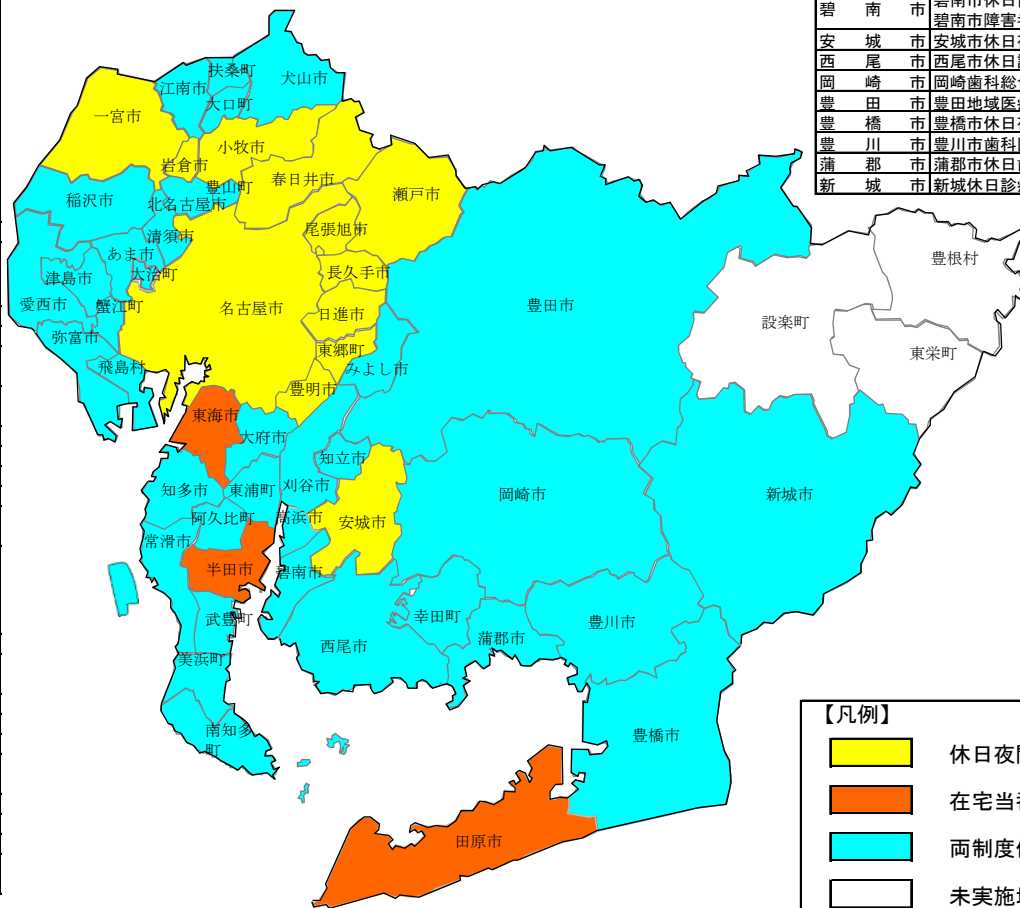 碧南市
碧南市障害者
安城市 安城市休日夜
西尾市 西尾市休日
岡崎市 岡崎歯科総
豊田市 豊田地域医
豊橋市 豊橋市休日
豊川市 豊川市歯科
蒲郡市 蒲郡市休日
新城市 新城休日診
扶桑町
犬山市
江南市
大口町
一宮市
小牧市
岩倉市
春日井市
豊山町
瀬戸市
稲沢市
北名古屋市
尾張旭市
清須市
あま市
豊根村
大治町
長久手市
津島市
愛西市
蟹江町
名古屋市
豊田市
日進市
設楽町
弥富市
東郷町
東栄町
飛島村
みよし市
豊明市
東海市
大府市
知立市
知多市
東浦町
刈谷市
岡崎市
新城市
阿久比町
高浜市
安城市
常滑市
半田市
碧南市
武豊町
幸田町
豊川市
西尾市
蒲郡市
美浜町
南知多
町
豊橋市
田原市
【凡例】
休日夜間
在宅当番
両制度
未実施